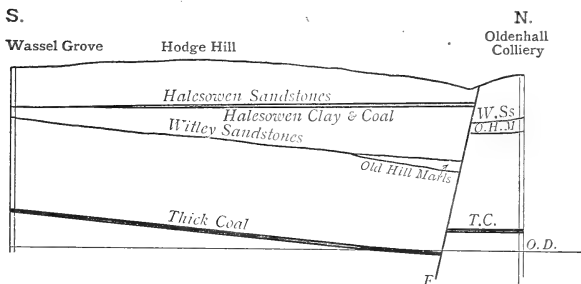 S.
N.
Wassel Grove
Hodge Hill
Oldenhall
Colliery
Halesowen Sandstones
Halesowen Clay & Coal
Witley Sandstones
Old Hill Marls
W.Ss
O.H.M
Thick Coal
T.C.
O.D.
F